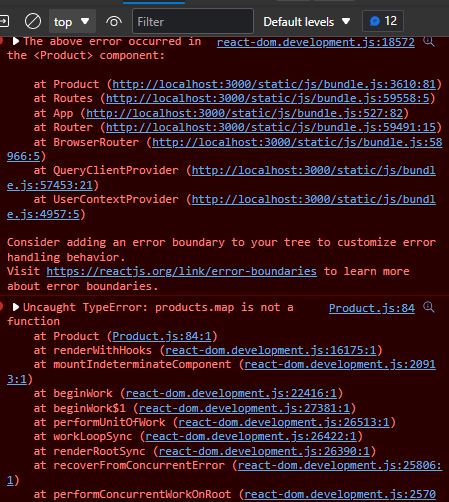 top
Filter
Default levels
12
The above error occurred in react-dom.development.js:18572
the <Product> component:
at Product (http://localhost:3000/static/js/bundle.js:3610:81)
at Routes (http://localhost:3000/static/js/bundle.js:59558:5)
at App (http://localhost:3000/static/js/bundle.js:527:82)
at Router (http://localhost:3000/static/js/bundle.js:59491:15)
at BrowserRouter (http://localhost:3000/static/js/bundle.js:58
966:5)
at QueryClientProvider (http://localhost:3000/static/js/bundl
e.js:57453:21)
at UserContextProvider (http://localhost:3000/static/js/bundl
e.js:4957:5)
Consider adding an error boundary to your tree to customize error
handling behavior.
Visit https://reactjs.org/link/error-boundaries to learn more
about error boundaries.
Uncaught TypeError: products.map is not a Product.js:84
function
at Product (Product.js:84:1)
at renderWithHooks (react-dom.development.js:16175:1)
at mountIndeterminateComponent (react-dom.development.js:2091
3:1)
at beginWork (react-dom.development.js:22416:1)
at beginWork$1 (react-dom.development.js:27381:1)
at performUnitOfWork (react-dom.development.js:26513:1)
at workLoopSync (react-dom.development.js:26422:1)
at renderRootSync (react-dom.development.js:26390:1)
at recoverFromConcurrentError (react-dom.development.js:25806:
1)
at performConcurrentWorkOnRoot (react-dom.development.js:2570